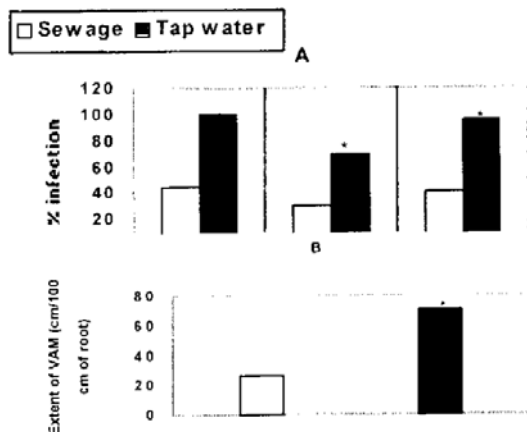 Sewage Tap water
A
120
100
80
60
40
20
% infection
*
*
B
80
60
40
20
0
Extent of VAM (cm/100
cm of root)
*